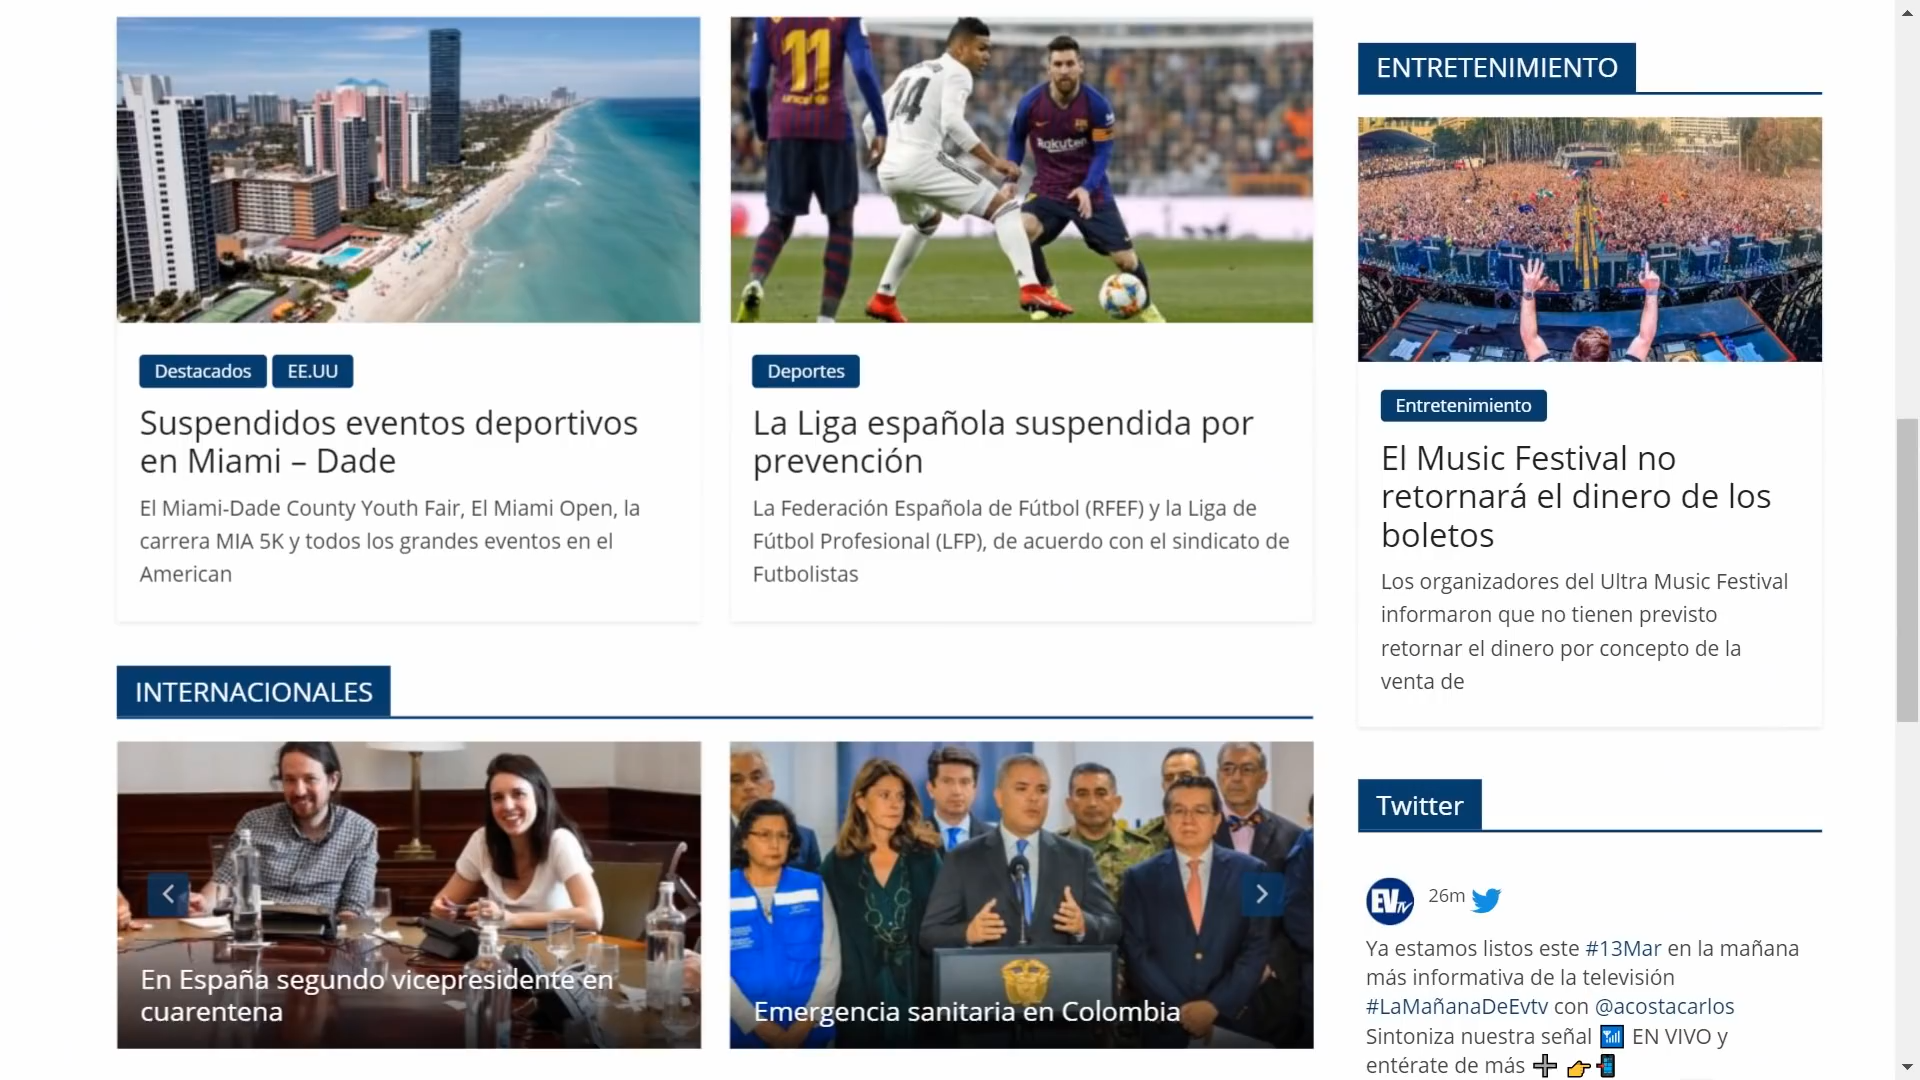 11
unicef
14
Rakuten
Destacados EE.UU
Suspendidos eventos deportivos
en Miami – Dade
El Miami-Dade County Youth Fair, El Miami Open, la
carrera MIA 5K y todos los grandes eventos en el
American
Deportes
La Liga española suspendida por
prevención
La Federación Española de Fútbol (RFEF) y la Liga de
Fútbol Profesional (LFP), de acuerdo con el sindicato de
Futbolistas
INTERNACIONALES
En España segundo vicepresidente en
cuarentena
Emergencia sanitaria en Colombia
ENTRETENIMIENTO
Entretenimiento
El Music Festival no
retornará el dinero de los
boletos
Los organizadores del Ultra Music Festival
informaron que no tienen previsto
retornar el dinero por concepto de la
venta de
Twitter
EVTV
26m
Ya estamos listos este #13Mar en la mañana
más informativa de la televisión
#LaMañanaDeEvtv con @acostacarlos
Sintoniza nuestra señal 📶 EN VIVO y
entérate de más ➕ 👉📲